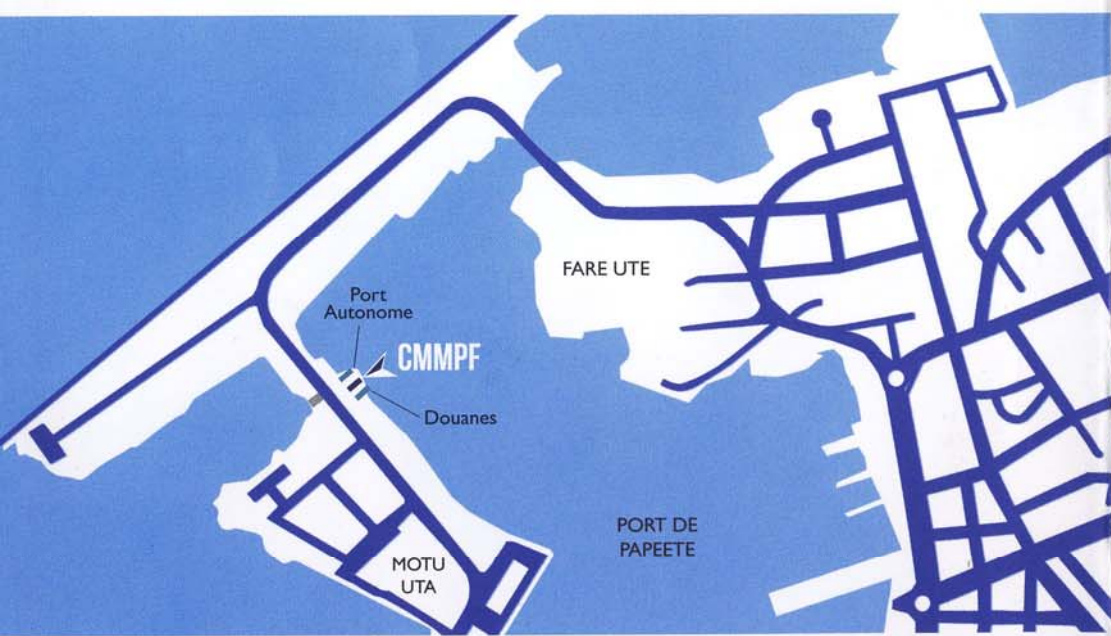 FARE UTE
Port
Autonome
CMMPF
Douanes
PORT DE
PAPEETE
MOTU
UTA